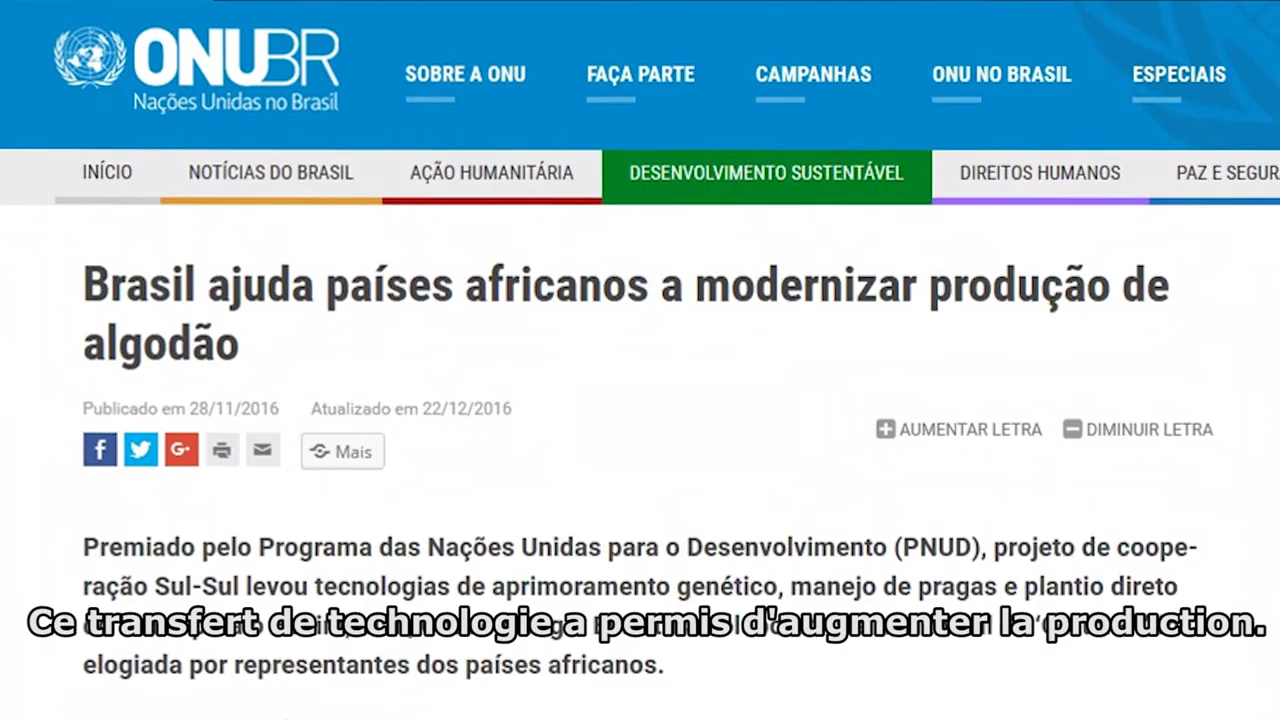 ONUBR
Nações Unidas no Brasil
SOBRE A ONU
FAÇA PARTE
CAMPANHAS
ONU NO BRASIL
ESPECIAIS
INÍCIO
NOTÍCIAS DO BRASIL
AÇÃO HUMANITÁRIA
DESENVOLVIMENTO SUSTENTÁVEL
DIREITOS HUMANOS
PAZ E
Brasil ajuda países africanos a modernizar produção de
algodão
Publicado em 28/11/2016 Atualizado em 22/12/2016
AUMENTAR LETRA
DIMINUIR LETRA
f
G+
Mais
Premiado pelo Programa das Nações Unidas para o Desenvolvimento (PNUD), projeto de coope-
ração Sul-Sul levou tecnologias de aprimoramento genético, manejo de pragas e plantio direto
Ce transfert de technologie a permis d'augmenter la production.
elogiada por representantes dos países africanos.